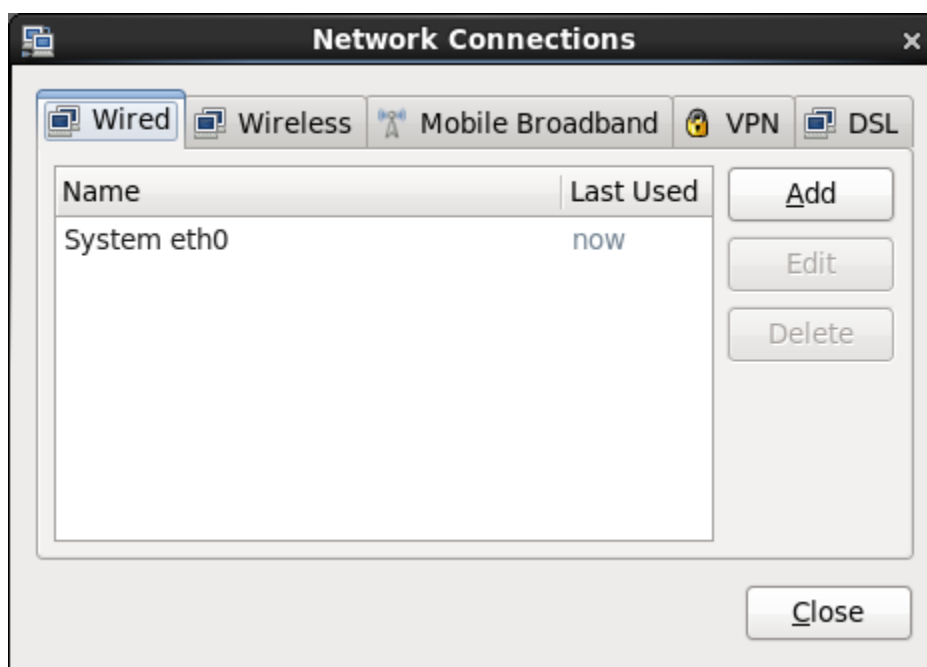 Network Connections
Wired Wireless Mobile Broadband VPN DSL
Name Last Used Add
System eth0 now
Edit
Delete
Close